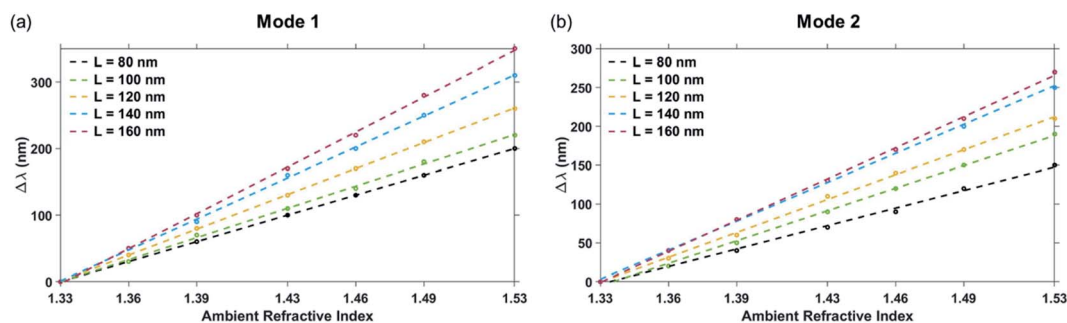 (a)
Mode 1
L = 80 nm
L = 100 nm
L = 120 nm
L = 140 nm
L = 160 nm
300
200
100
0
Δλ (nm)
1.33 1.36 1.39 1.43 1.46 1.49 1.53
Ambient Refractive Index
(b)
Mode 2
L = 80 nm
L = 100 nm
L = 120 nm
L = 140 nm
L = 160 nm
300
250
200
150
100
50
0
Δλ (nm)
1.33 1.36 1.39 1.43 1.46 1.49 1.53
Ambient Refractive Index